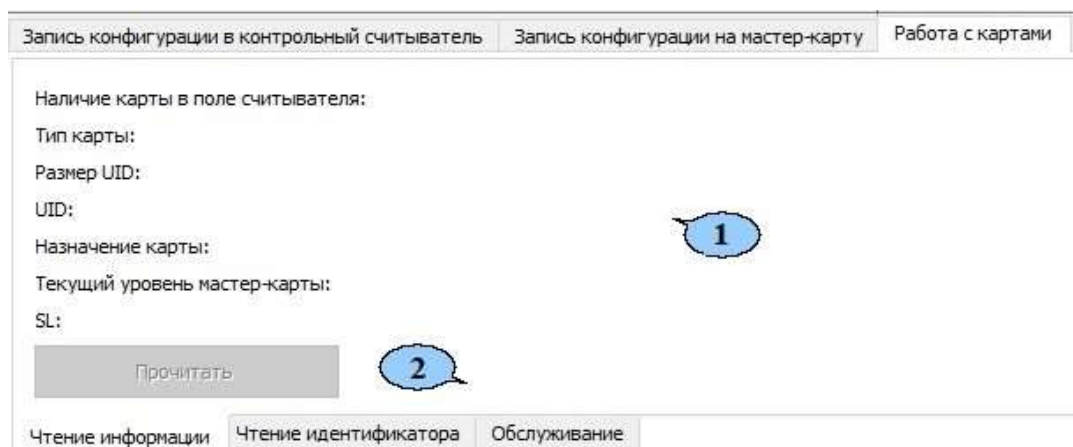 Запись конфигурации в контрольный считыватель Запись конфигурации на мастер-карту Работа с картами
Наличие карты в поле считывателя:
Тип карты:
Размер UID:
UID:
1
Назначение карты:
Текущий уровень мастер-карты:
SL:
Прочитать 2
Чтение информации Чтение идентификатора Обслуживание